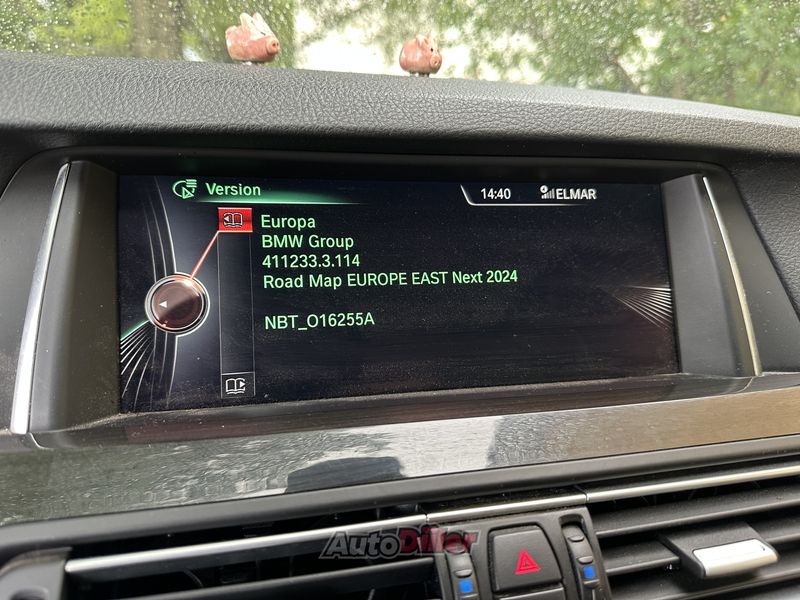 Version
14:40
ELMAR
Europa
BMW Group
411233.3.114
Road Map EUROPE EAST Next 2024
NBT_O16255A
AutoDiler